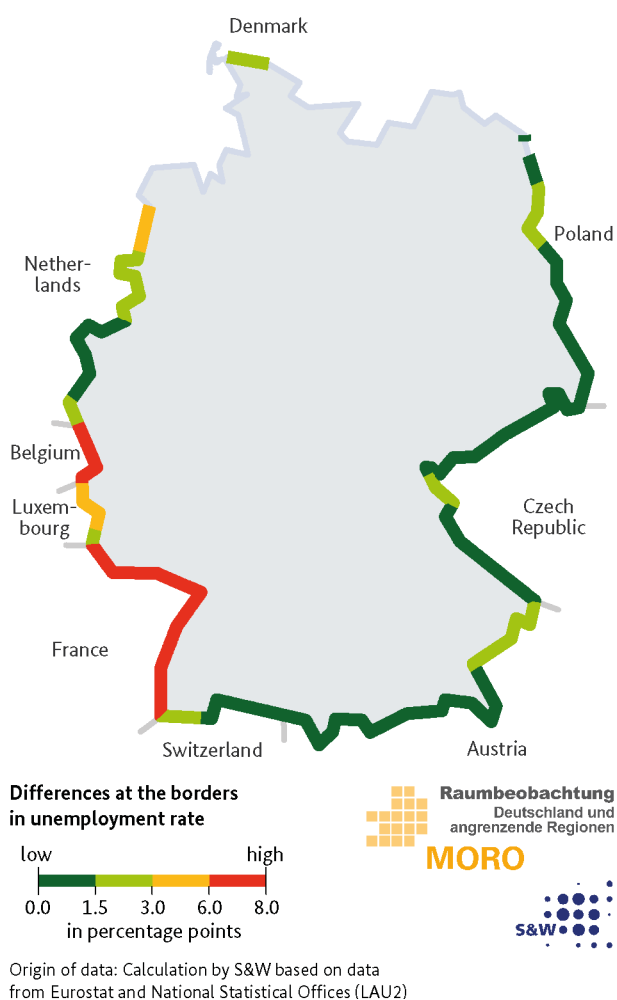 Denmark
Poland
Nether-
lands
Belgium
Luxem-
bourg
Czech
Republic
France
Switzerland
Austria
Differences at the borders
in unemployment rate
low high
0.0 1.5 3.0 6.0 8.0
in percentage points
Raumbeobachtung
Deutschland und
angrenzende Regionen
MORO
S&W
Origin of data: Calculation by S&W based on data
from Eurostat and National Statistical Offices (LAU2)